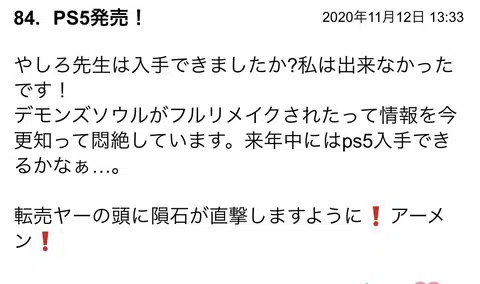 84. PS5発売！
2020年11月12日 13:33
やしろ先生は入手できましたか?私は出来なかった
です！
デモンズソウルがフルリメイクされたって情報を今
更知って悶絶しています。来年中にはps5入手でき
るかなぁ…。
転売ヤーの頭に隕石が直撃しますように❗アーメ
ン❗